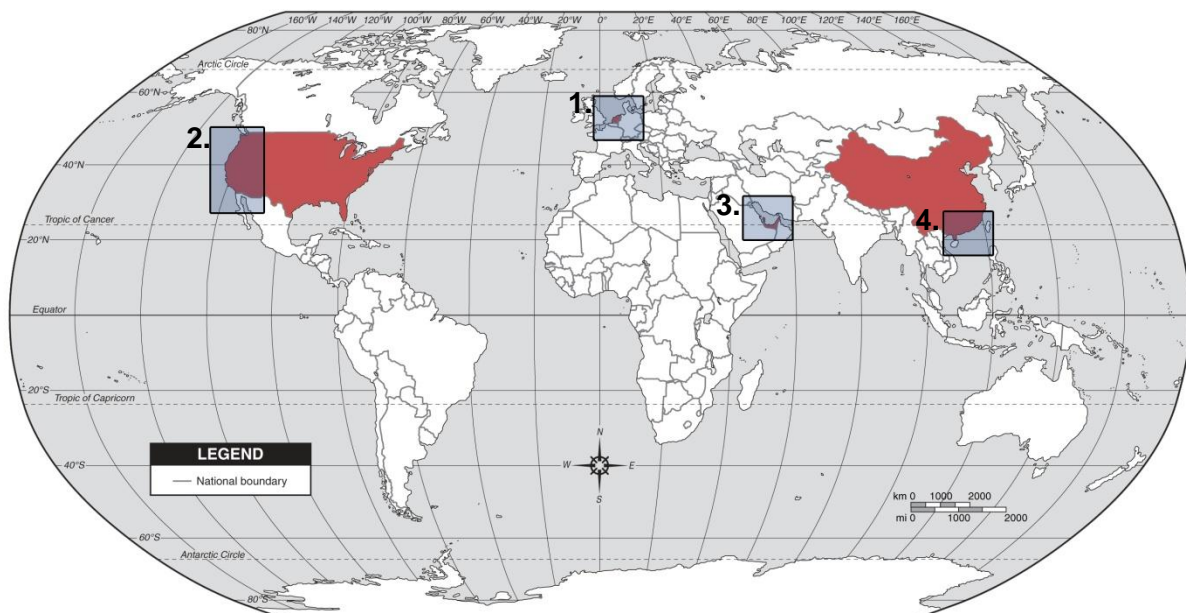 160°W 140°W 120°W 100°W 80°W 60°W 40°W 20°W 0° 20°E 40°E 60°E 80°E 100°E 120°E 140°E 160°E
80°N
Arctic Circle
60°N
1.
2.
40°N
3.
4.
Tropic of Cancer
20°N
Equator
20°S
Tropic of Capricorn
N
W E
S
LEGEND
National boundary
40°S
km 0 1000 2000
mi 0 1000 2000
60°S
Antarctic Circle
80°S